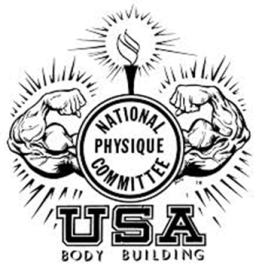 NATIONAL
PHYSIQUE
COMMITTEE
USA
BODY BUILDING